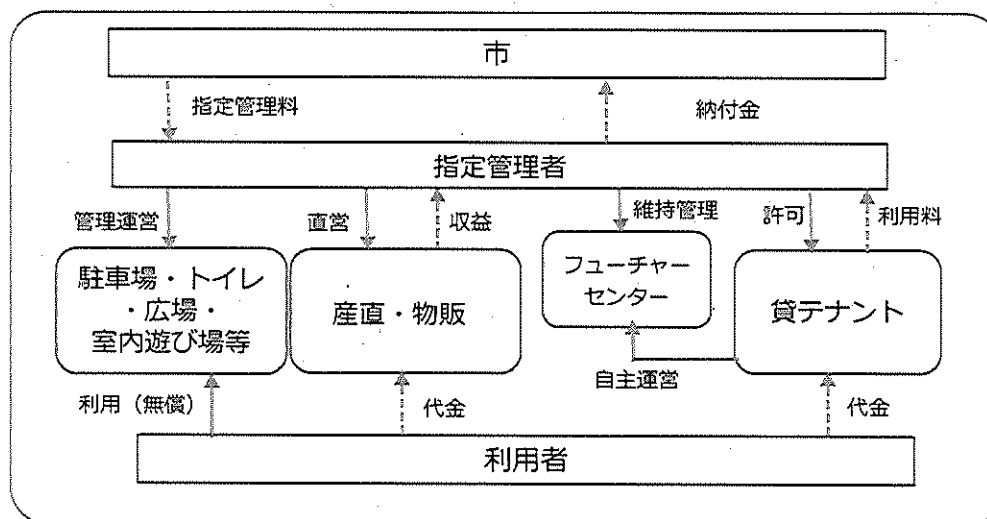 市
指定管理料
納付金
指定管理者
管理運営
直営
収益
維持管理
許可
利用料
駐車場・トイレ
・広場・
室内遊び場等
産直・物販
フューチャー
センター
貸テナント
自主運営
利用（無償）
代金
代金
利用者